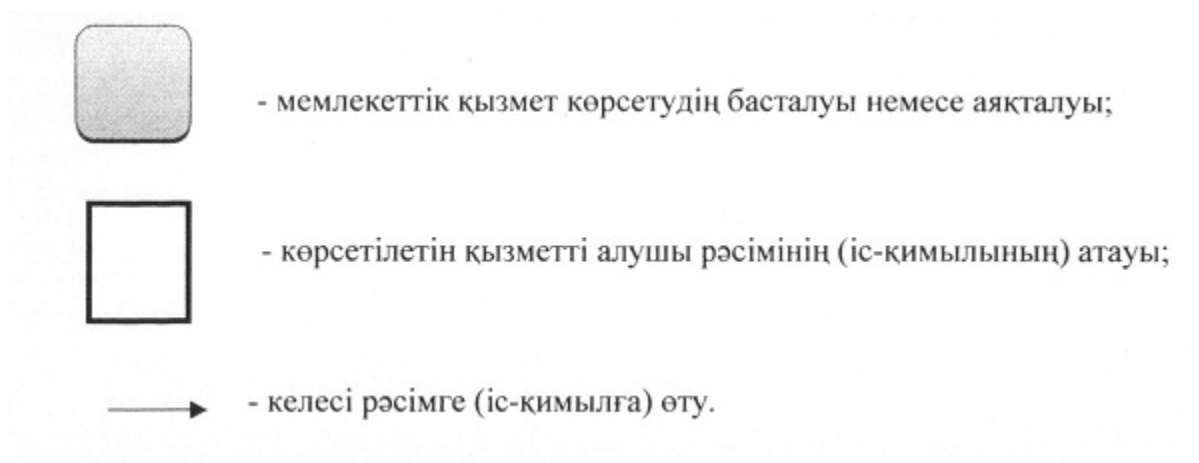 - мемлекеттік қызмет көрсетудің басталуы немесе аяқталуы;
- көрсетілетін қызметті алушы рәсімінің (іс-қимылының) атауы;
- келесі рәсімге (іс-қимылға) өту.